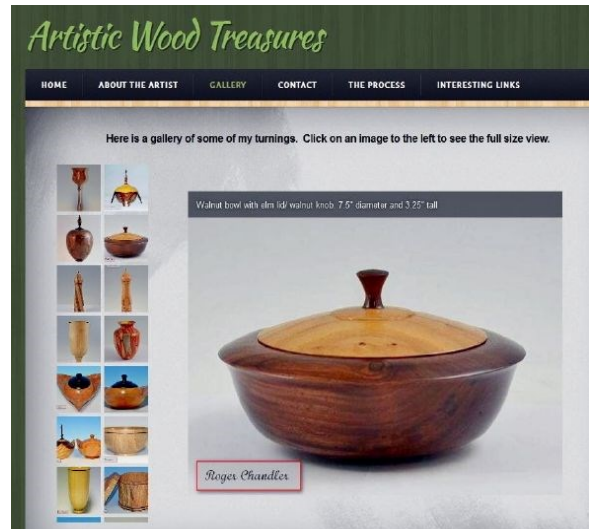 Artistic Wood Treasures
HOME ABOUT THE ARTIST GALLERY CONTACT THE PROCESS INTERESTING LINKS
Here is a gallery of some of my turnings. Click on an image to the left to see the full size view.
Walnut bowl with elm lid/ walnut knob 7.5" diameter and 3.25" tall
Roger Chandler